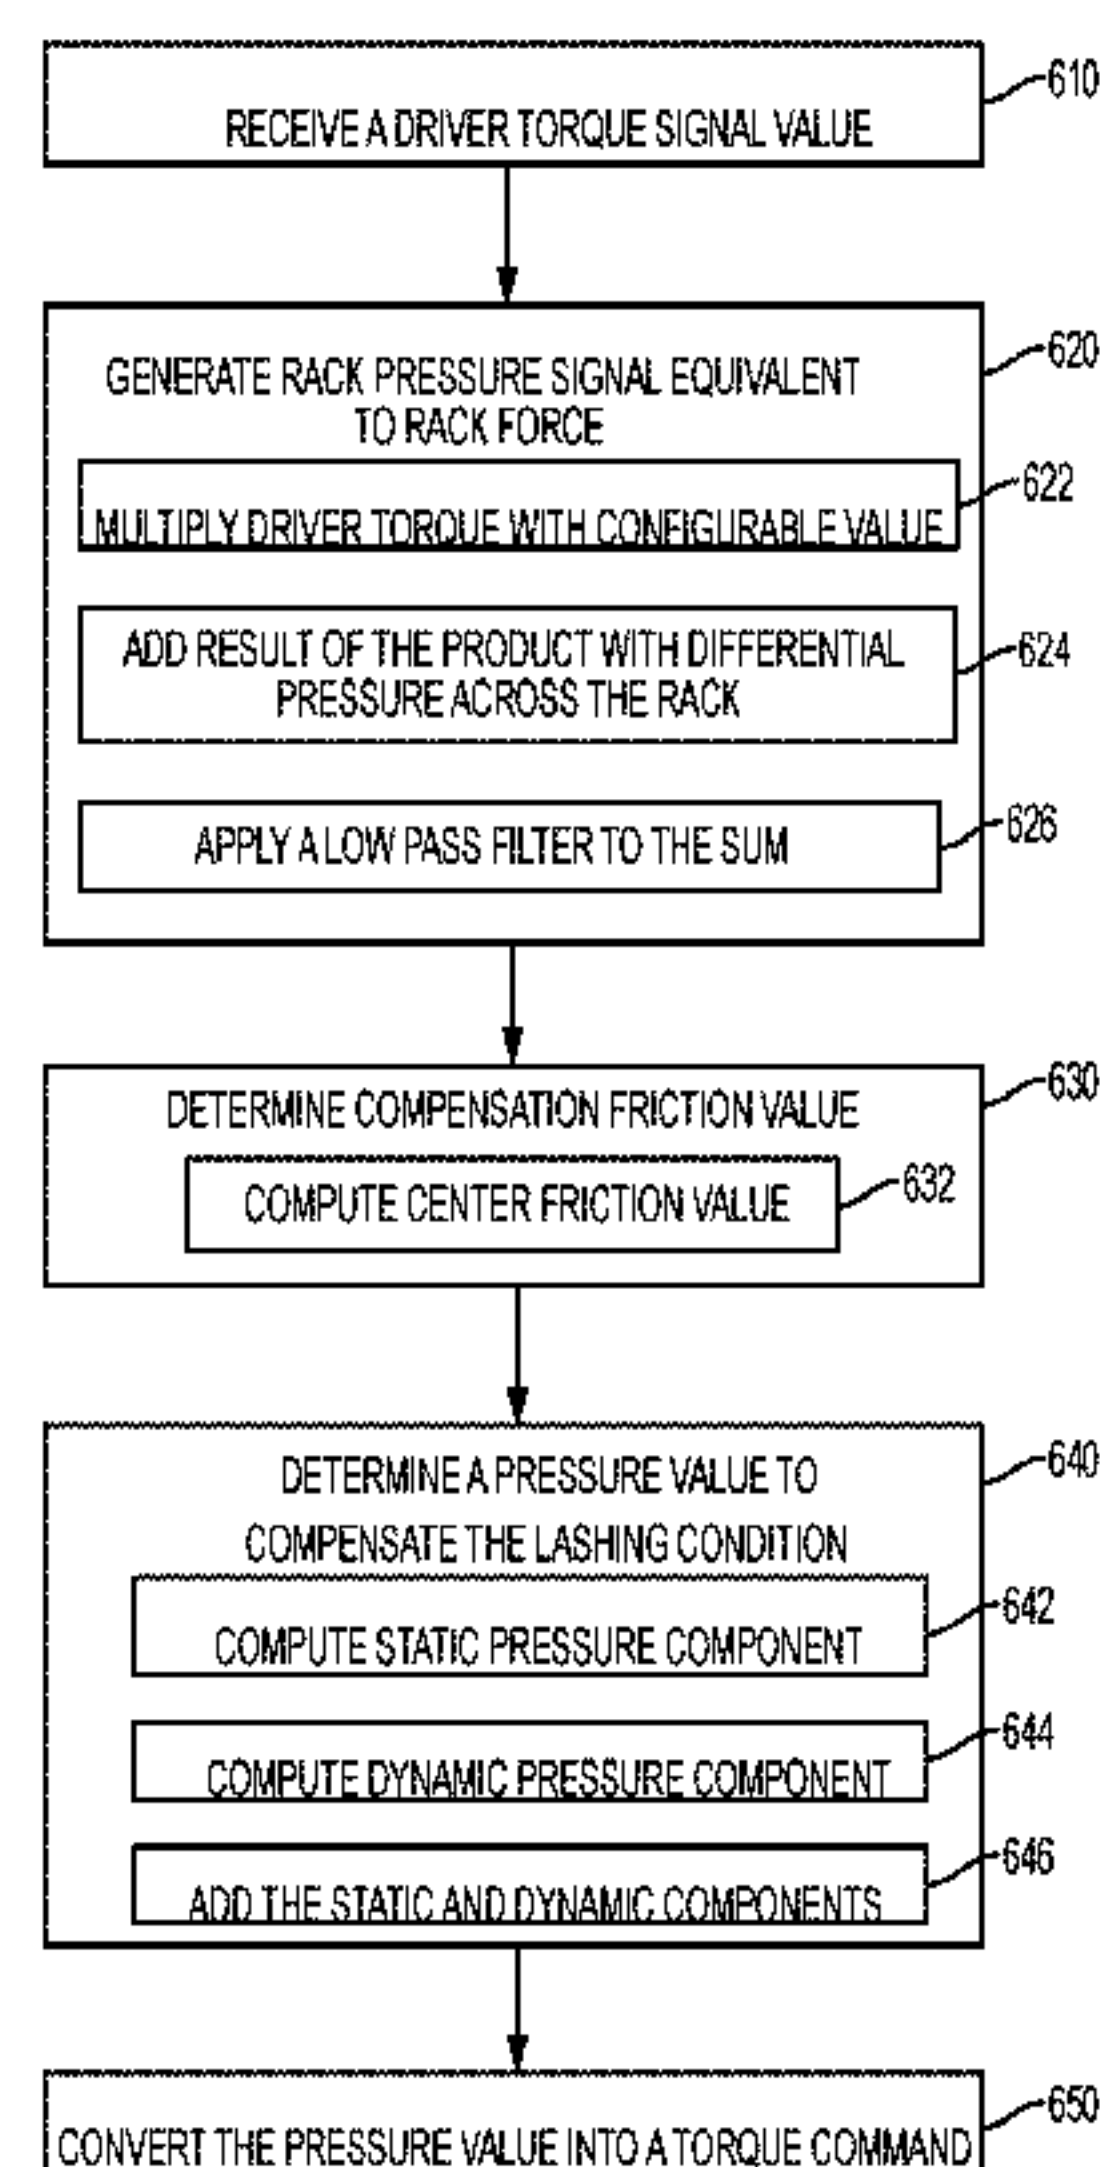 610
RECEIVE A DRIVER TORQUE SIGNAL VALUE
620
GENERATE RACK PRESSURE SIGNAL EQUIVALENT
TO RACK FORCE
622
MULTIPLY DRIVER TORQUE WITH CONFIGURABLE VALUE
624
ADD RESULT OF THE PRODUCT WITH DIFFERENTIAL
PRESSURE ACROSS THE RACK
626
APPLY A LOW PASS FILTER TO THE SUM
630
DETERMINE COMPENSATION FRICTION VALUE
632
COMPUTE CENTER FRICTION VALUE
640
DETERMINE A PRESSURE VALUE TO
COMPENSATE THE LASHING CONDITION
642
COMPUTE STATIC PRESSURE COMPONENT
644
COMPUTE DYNAMIC PRESSURE COMPONENT
646
ADD THE STATIC AND DYNAMIC COMPONENTS
650
CONVERT THE PRESSURE VALUE INTO A TORQUE COMMAND